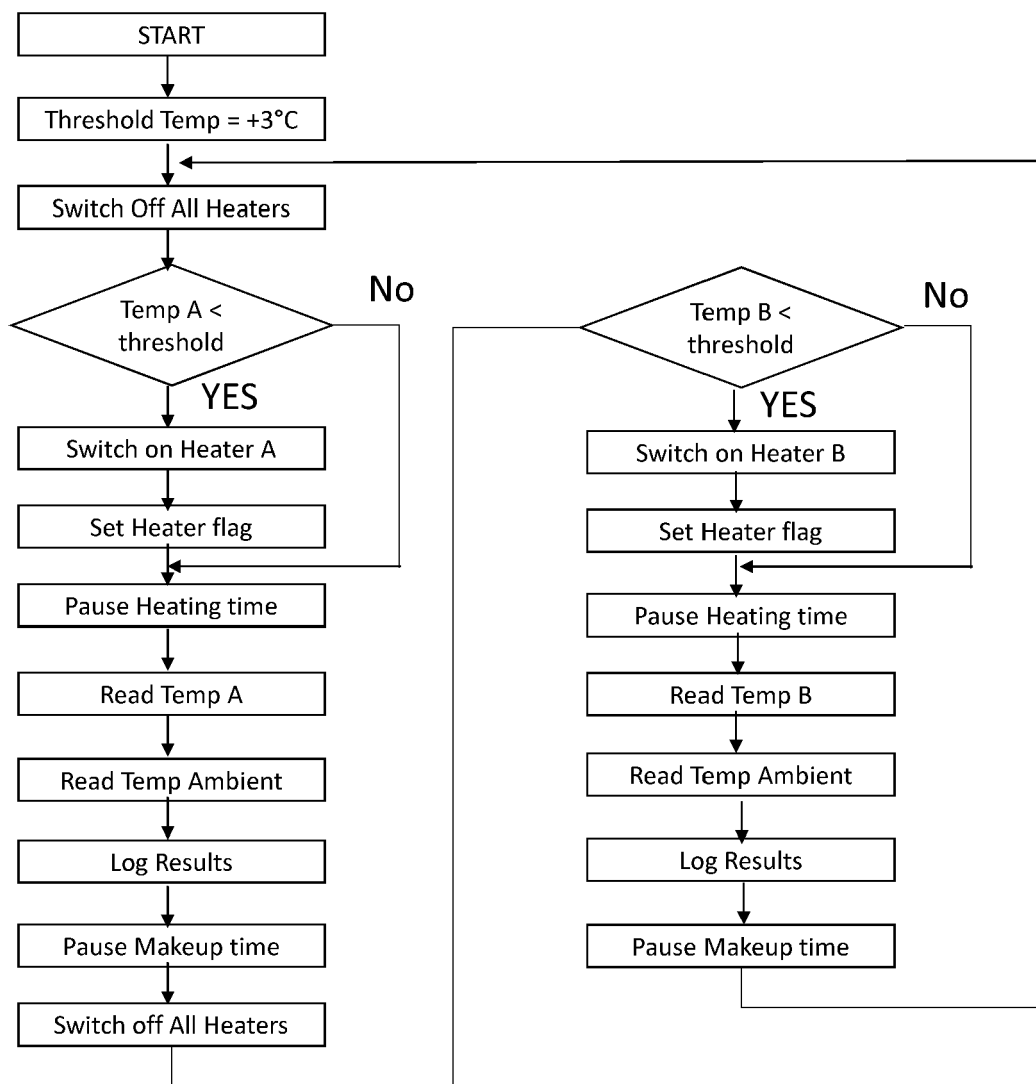 START
Threshold Temp = +3°C
Switch Off All Heaters
Temp A <
threshold
No
YES
Switch on Heater A
Set Heater flag
Pause Heating time
Read Temp A
Read Temp Ambient
Log Results
Pause Makeup time
Switch off All Heaters
Temp B <
threshold
No
YES
Switch on Heater B
Set Heater flag
Pause Heating time
Read Temp B
Read Temp Ambient
Log Results
Pause Makeup time